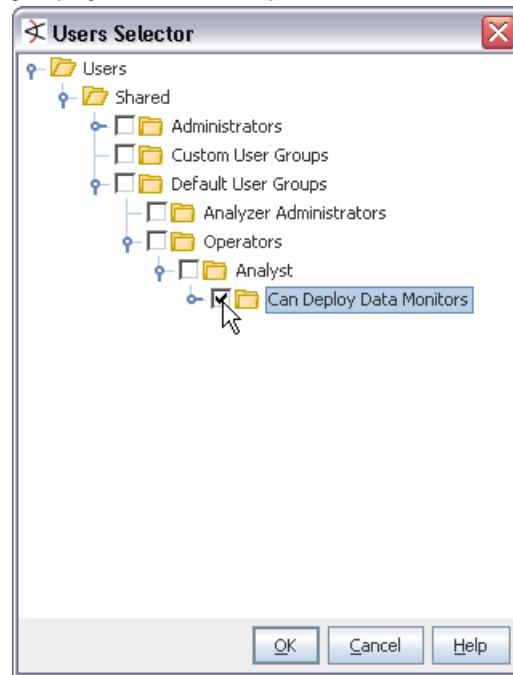 Users Selector
Users
Shared
Administrators
Custom User Groups
Default User Groups
Analyzer Administrators
Operators
Analyst
Can Deploy Data Monitors
OK Cancel Help